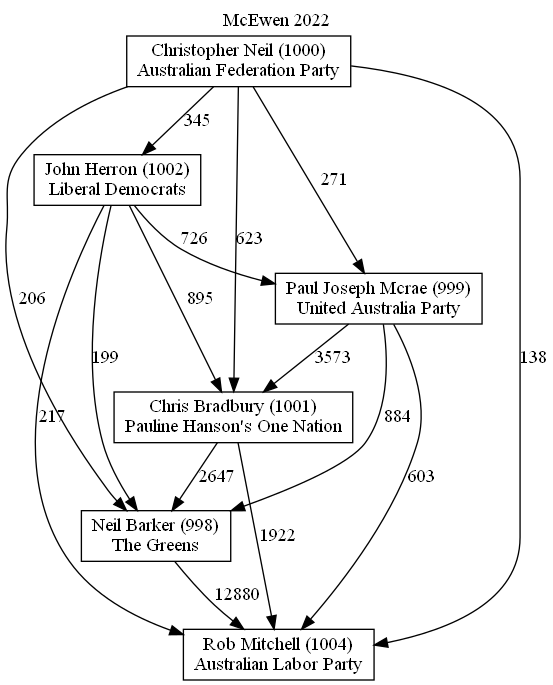 McEwen 2022
Christopher Neil (1000)
Australian Federation Party
345
John Herron (1002)
Liberal Democrats
271
726
623
Paul Joseph Mcrae (999)
United Australia Party
206
895
199
3573
138
Chris Bradbury (1001)
Pauline Hanson's One Nation
217
884
2647
603
Neil Barker (998)
The Greens
1922
12880
Rob Mitchell (1004)
Australian Labor Party